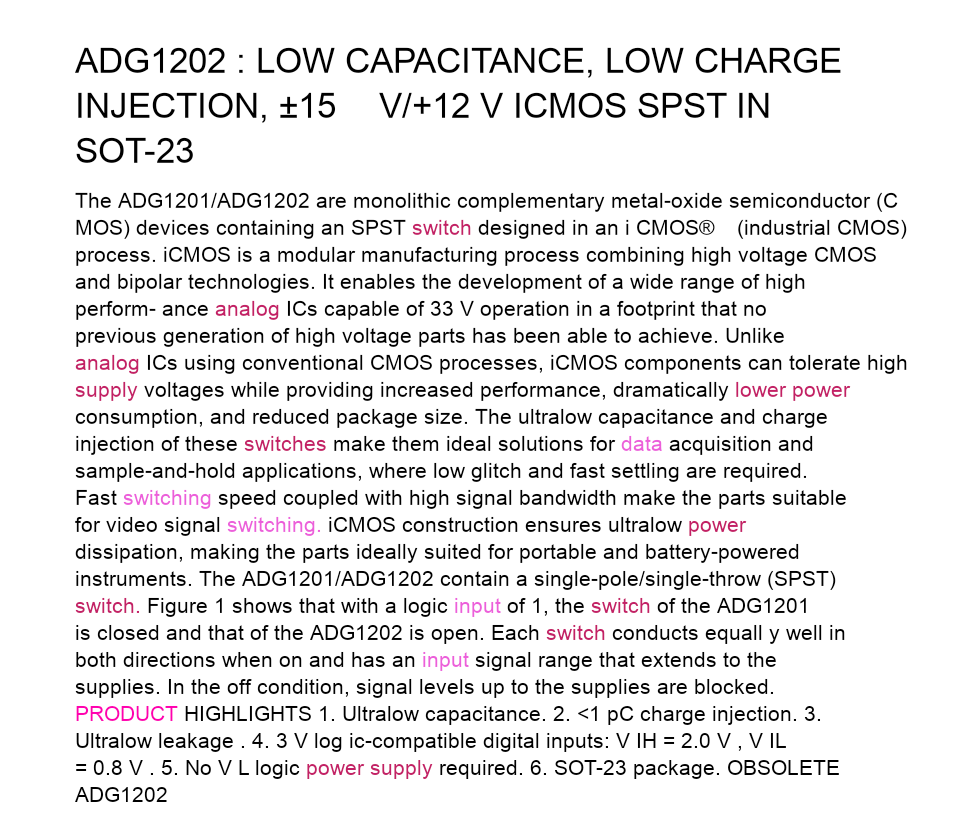 ADG1202 : LOW CAPACITANCE, LOW CHARGE
INJECTION, ±15 V/+12 V ICMOS SPST IN
SOT-23
The ADG1201/ADG1202 are monolithic complementary metal-oxide semiconductor (C
MOS) devices containing an SPST switch designed in an i CMOS® (industrial CMOS)
process. iCMOS is a modular manufacturing process combining high voltage CMOS
and bipolar technologies. It enables the development of a wide range of high
perform- ance analog ICs capable of 33 V operation in a footprint that no
previous generation of high voltage parts has been able to achieve. Unlike
analog ICs using conventional CMOS processes, iCMOS components can tolerate high
supply voltages while providing increased performance, dramatically lower power
consumption, and reduced package size. The ultralow capacitance and charge
injection of these switches make them ideal solutions for data acquisition and
sample-and-hold applications, where low glitch and fast settling are required.
Fast switching speed coupled with high signal bandwidth make the parts suitable
for video signal switching. iCMOS construction ensures ultralow power
dissipation, making the parts ideally suited for portable and battery-powered
instruments. The ADG1201/ADG1202 contain a single-pole/single-throw (SPST)
switch. Figure 1 shows that with a logic input of 1, the switch of the ADG1201
is closed and that of the ADG1202 is open. Each switch conducts equall y well in
both directions when on and has an input signal range that extends to the
supplies. In the off condition, signal levels up to the supplies are blocked.
PRODUCT HIGHLIGHTS 1. Ultralow capacitance. 2. <1 pC charge injection. 3.
Ultralow leakage . 4. 3 V log ic-compatible digital inputs: V IH = 2.0 V , V IL
= 0.8 V . 5. No V L logic power supply required. 6. SOT-23 package. OBSOLETE
ADG1202